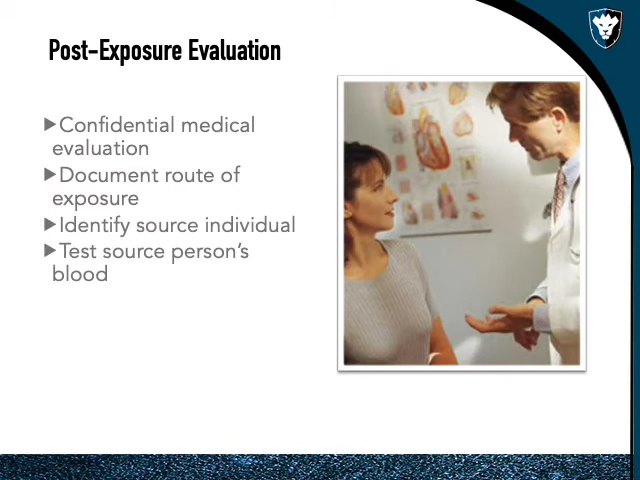 Post-Exposure Evaluation
▶Confidential medical
evaluation
▶Document route of
exposure
▶Identify source individual
▶Test source person's
blood